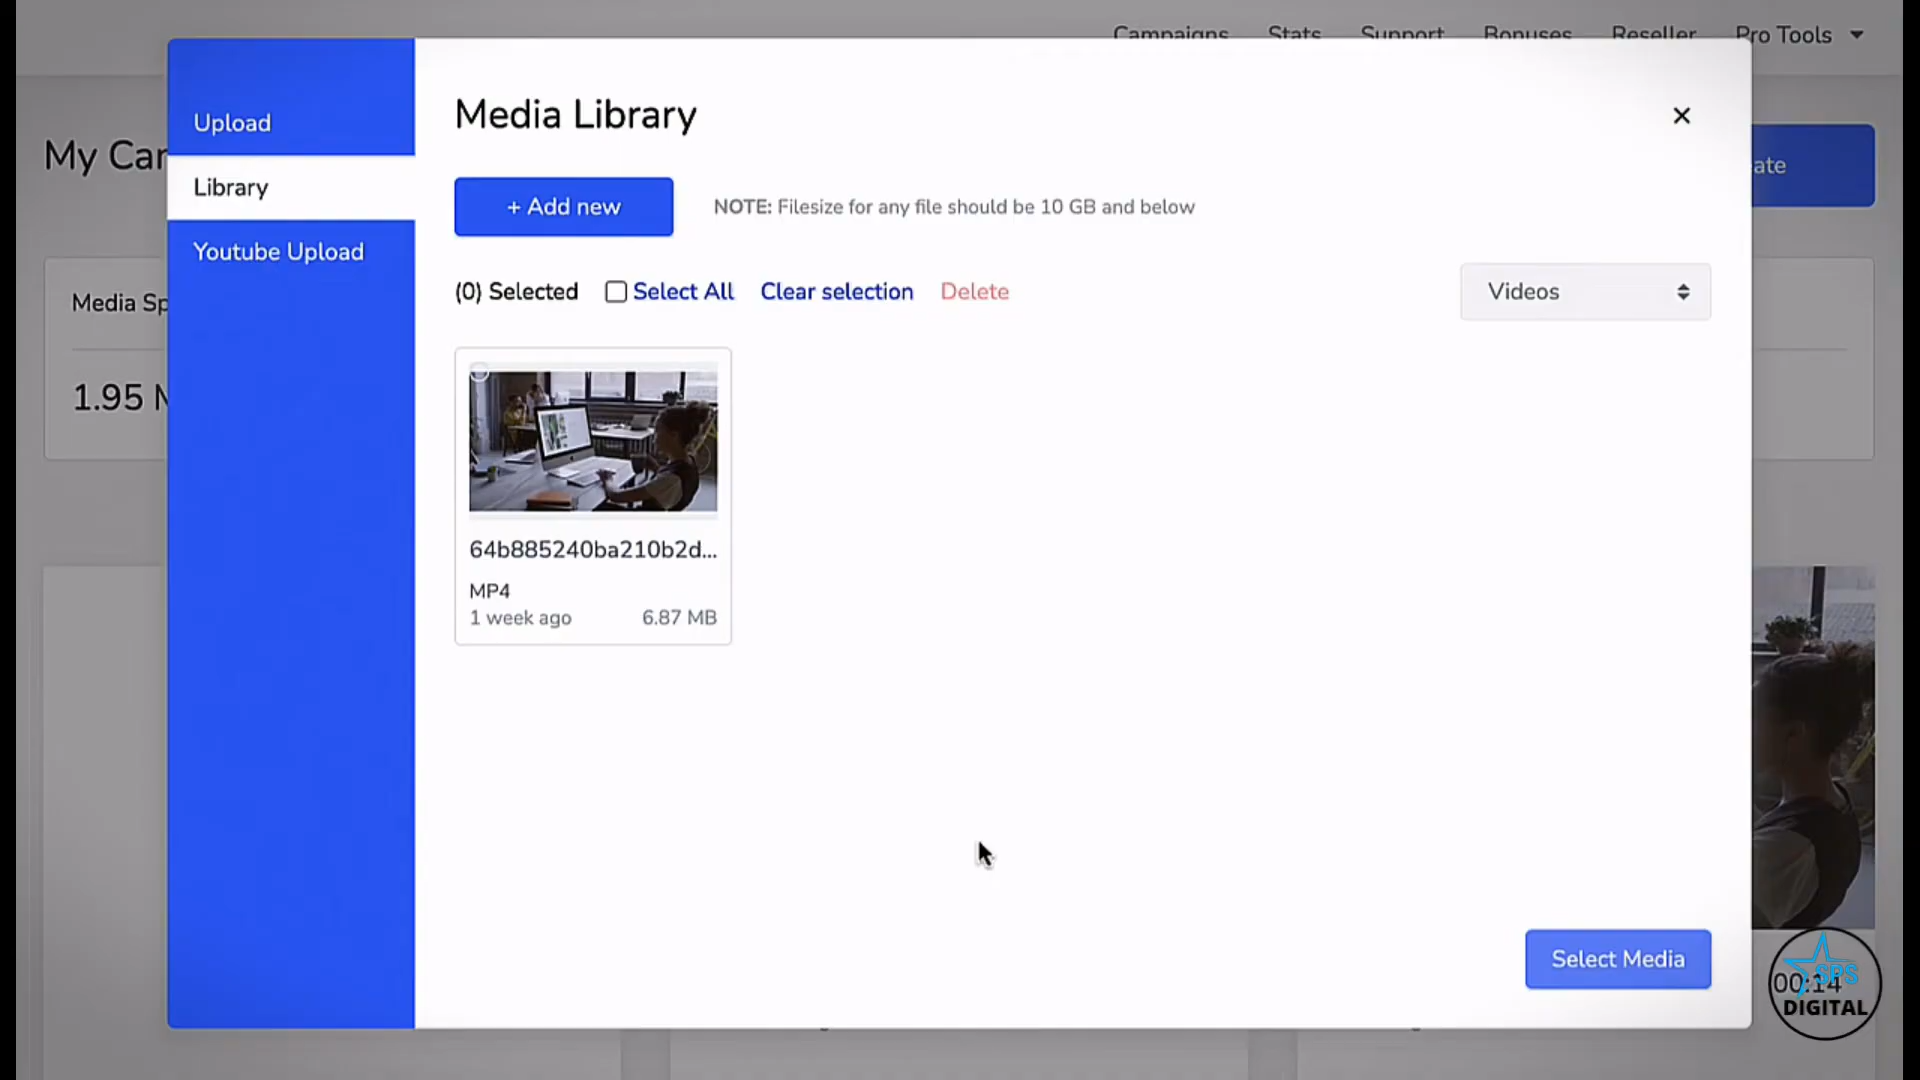 Campaigns Stats Support Bonuses Reseller Pro Tools
Upload
Library
Youtube Upload
Media Library
My Car
ate
+ Add new
NOTE: Filesize for any file should be 10 GB and below
(0) Selected Select All Clear selection Delete
Videos
Media Sp
1.95 M
64b885240ba210b2d...
MP4
1 week ago 6.87 MB
Select Media
00:14
SPS
DIGITAL